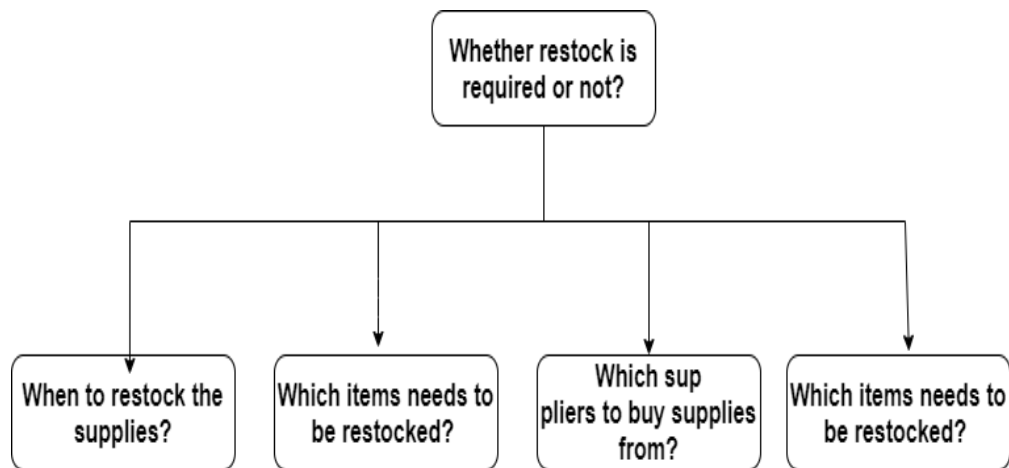 Whether restock is
required or not?
When to restock the
supplies?
Which items needs to
be restocked?
Which sup
pliers to buy supplies
from?
Which items needs to
be restocked?